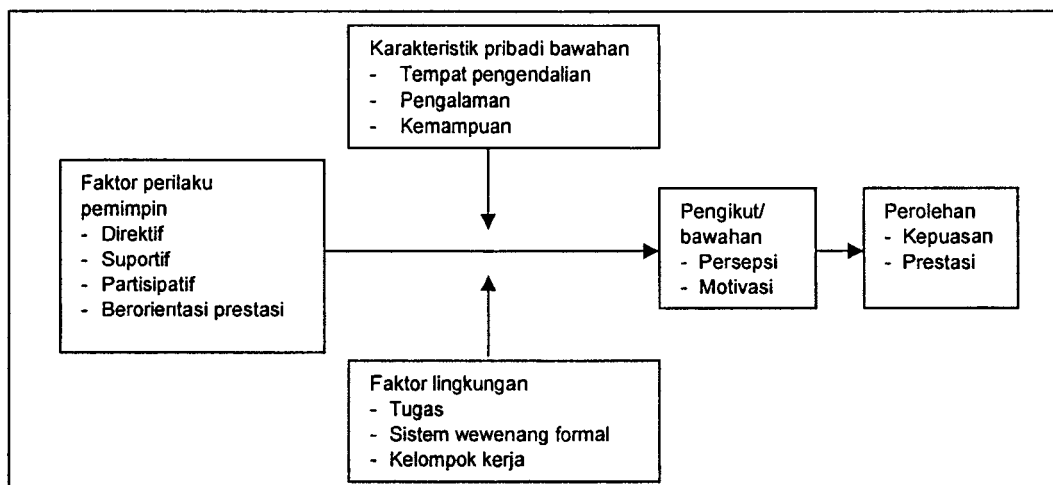 Karakteristik pribadi bawahan
- Tempat pengendalian
- Pengalaman
- Kemampuan
Faktor perilaku
pemimpin
- Direktif
- Suportif
- Partisipatif
- Berorientasi prestasi
Pengikut/
bawahan
- Persepsi
- Motivasi
Perolehan
- Kepuasan
- Prestasi
Faktor lingkungan
- Tugas
- Sistem wewenang formal
- Kelompok kerja